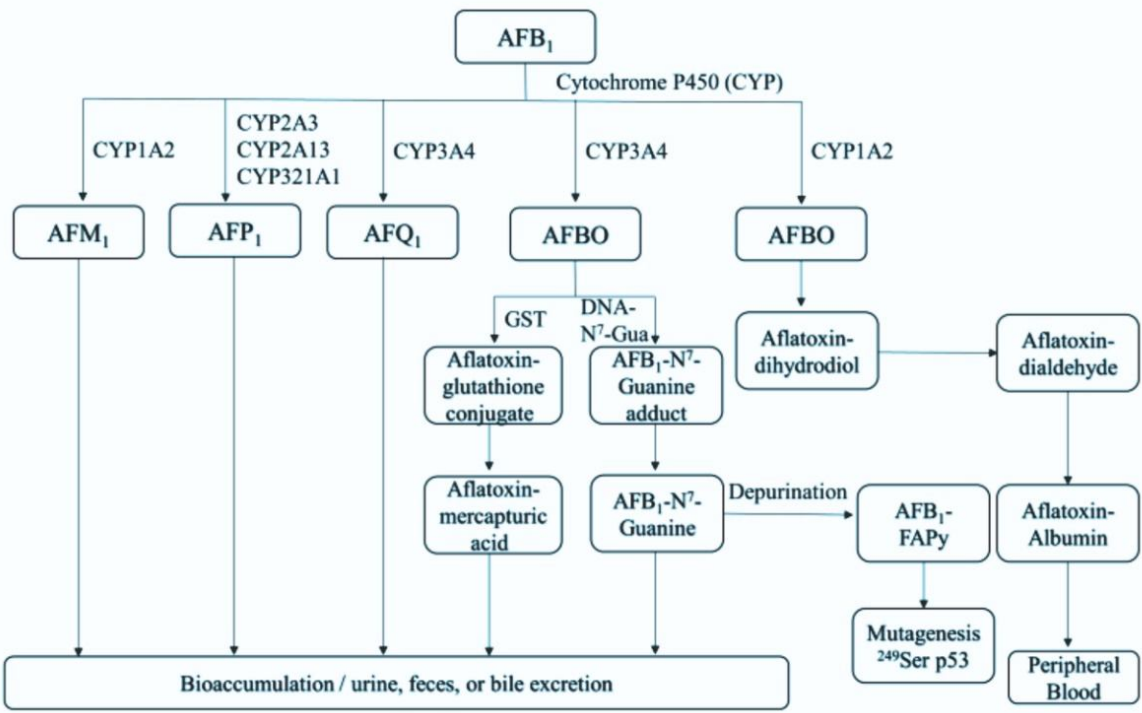 AFB₁
Cytochrome P450 (CYP)
CYP1A2
CYP2A3
CYP2A13
CYP321A1
CYP3A4
CYP3A4
CYP1A2
AFM₁
AFP₁
AFQ₁
AFBO
AFBO
GST
DNA-
N⁷-Gua
Aflatoxin-
glutathione
conjugate
AFB₁-N⁷-
Guanine
adduct
Aflatoxin-
dihydrodiol
Aflatoxin-
dialdehyde
Aflatoxin-
mercapturic
acid
AFB₁-N⁷-
Guanine
Depurination
AFB₁-
FAPy
Aflatoxin-
Albumin
Mutagenesis
²⁴⁹Ser p53
Peripheral
Blood
Bioaccumulation / urine, feces, or bile excretion